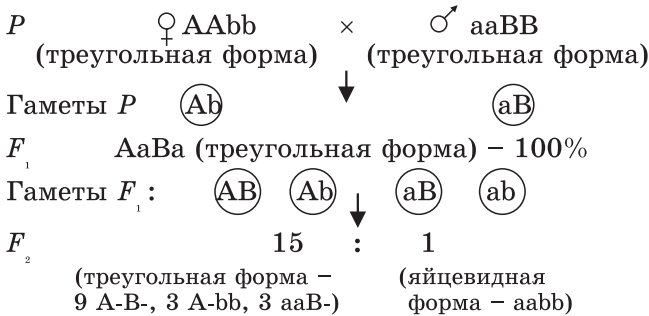 P ♀ AAbb × ♂ aaBB
(треугольная форма) (треугольная форма)
Гаметы P Ab aB
F₁ AaBa (треугольная форма) – 100%
Гаметы F₁: AB Ab aB ab
F₂ 15 : 1
(треугольная форма – (яйцевидная
9 A-B-, 3 A-bb, 3 aaB-) форма – aabb)